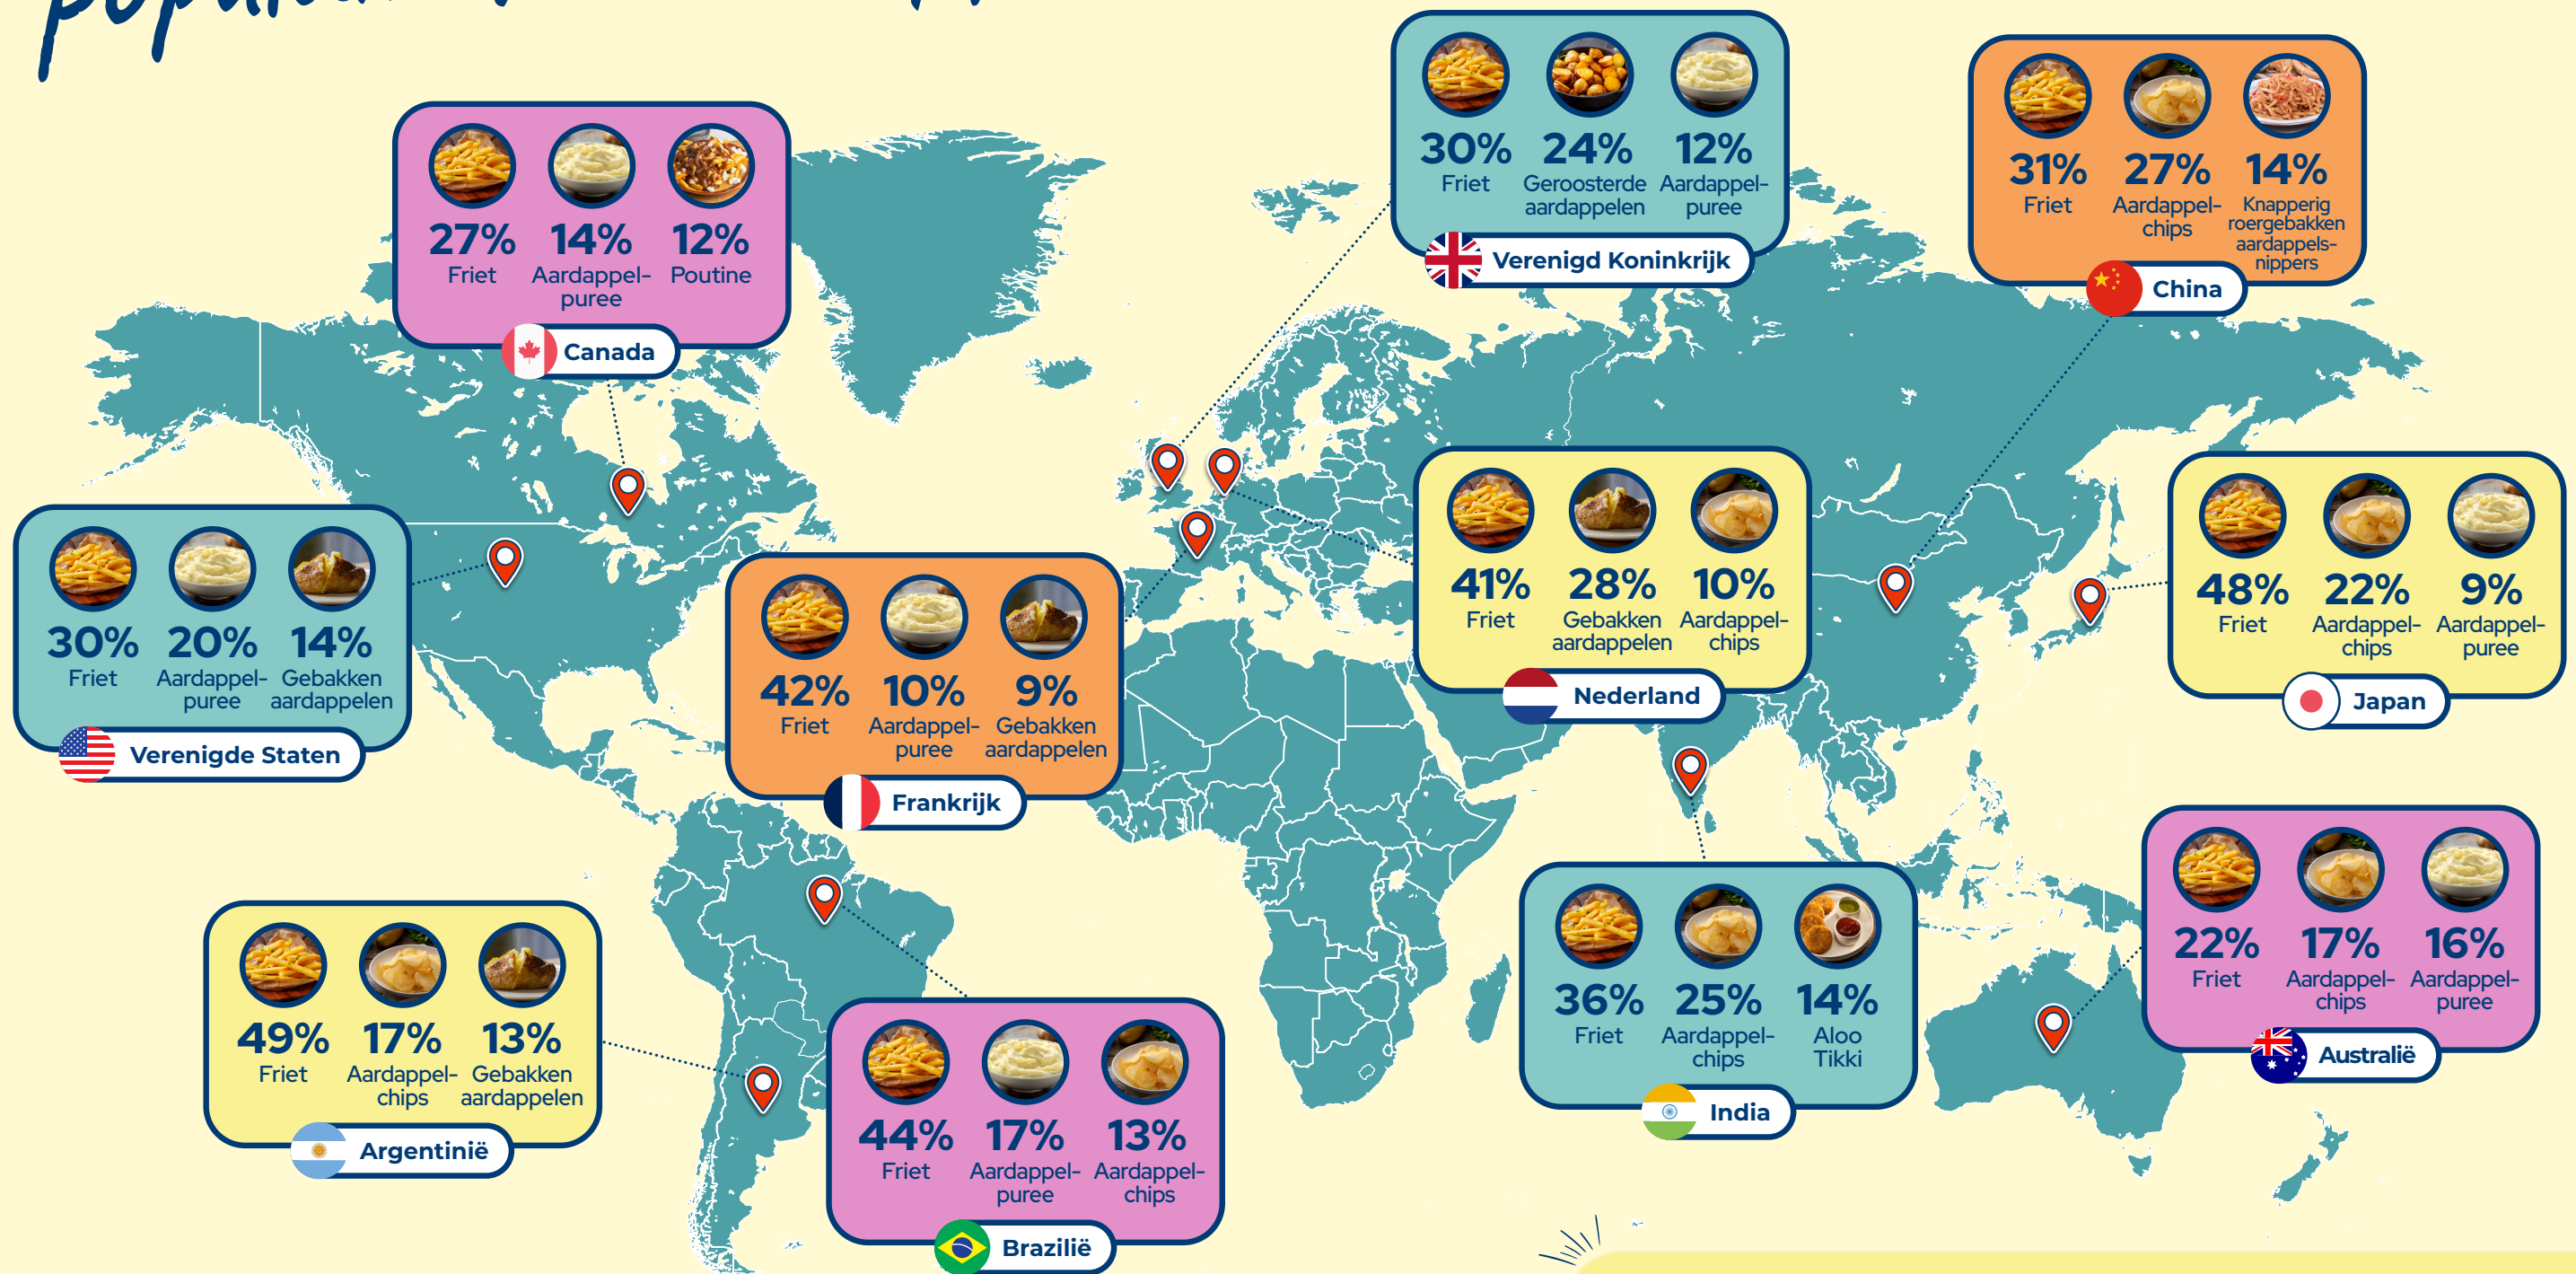 27% 14% 12%
Friet Aardappel- Poutine
puree
Canada
30% 24% 12%
Friet Geroosterde Aardappel-
aardappelen puree
Verenigd Koninkrijk
31% 27% 14%
Friet Aardappel- Knapperig
chips roergebakken
aardappels-
nippers
China
30% 20% 14%
Friet Aardappel- Gebakken
puree aardappelen
Verenigde Staten
42% 10% 9%
Friet Aardappel- Gebakken
puree aardappelen
Frankrijk
41% 28% 10%
Friet Gebakken Aardappel-
aardappelen chips
Nederland
48% 22% 9%
Friet Aardappel- Aardappel-
chips puree
Japan
49% 17% 13%
Friet Aardappel- Gebakken
chips aardappelen
Argentinië
44% 17% 13%
Friet Aardappel- Aardappel-
puree chips
Brazilië
36% 25% 14%
Friet Aardappel- Aloo
chips Tikki
India
22% 17% 16%
Friet Aardappel- Aardappel-
chips puree
Australië